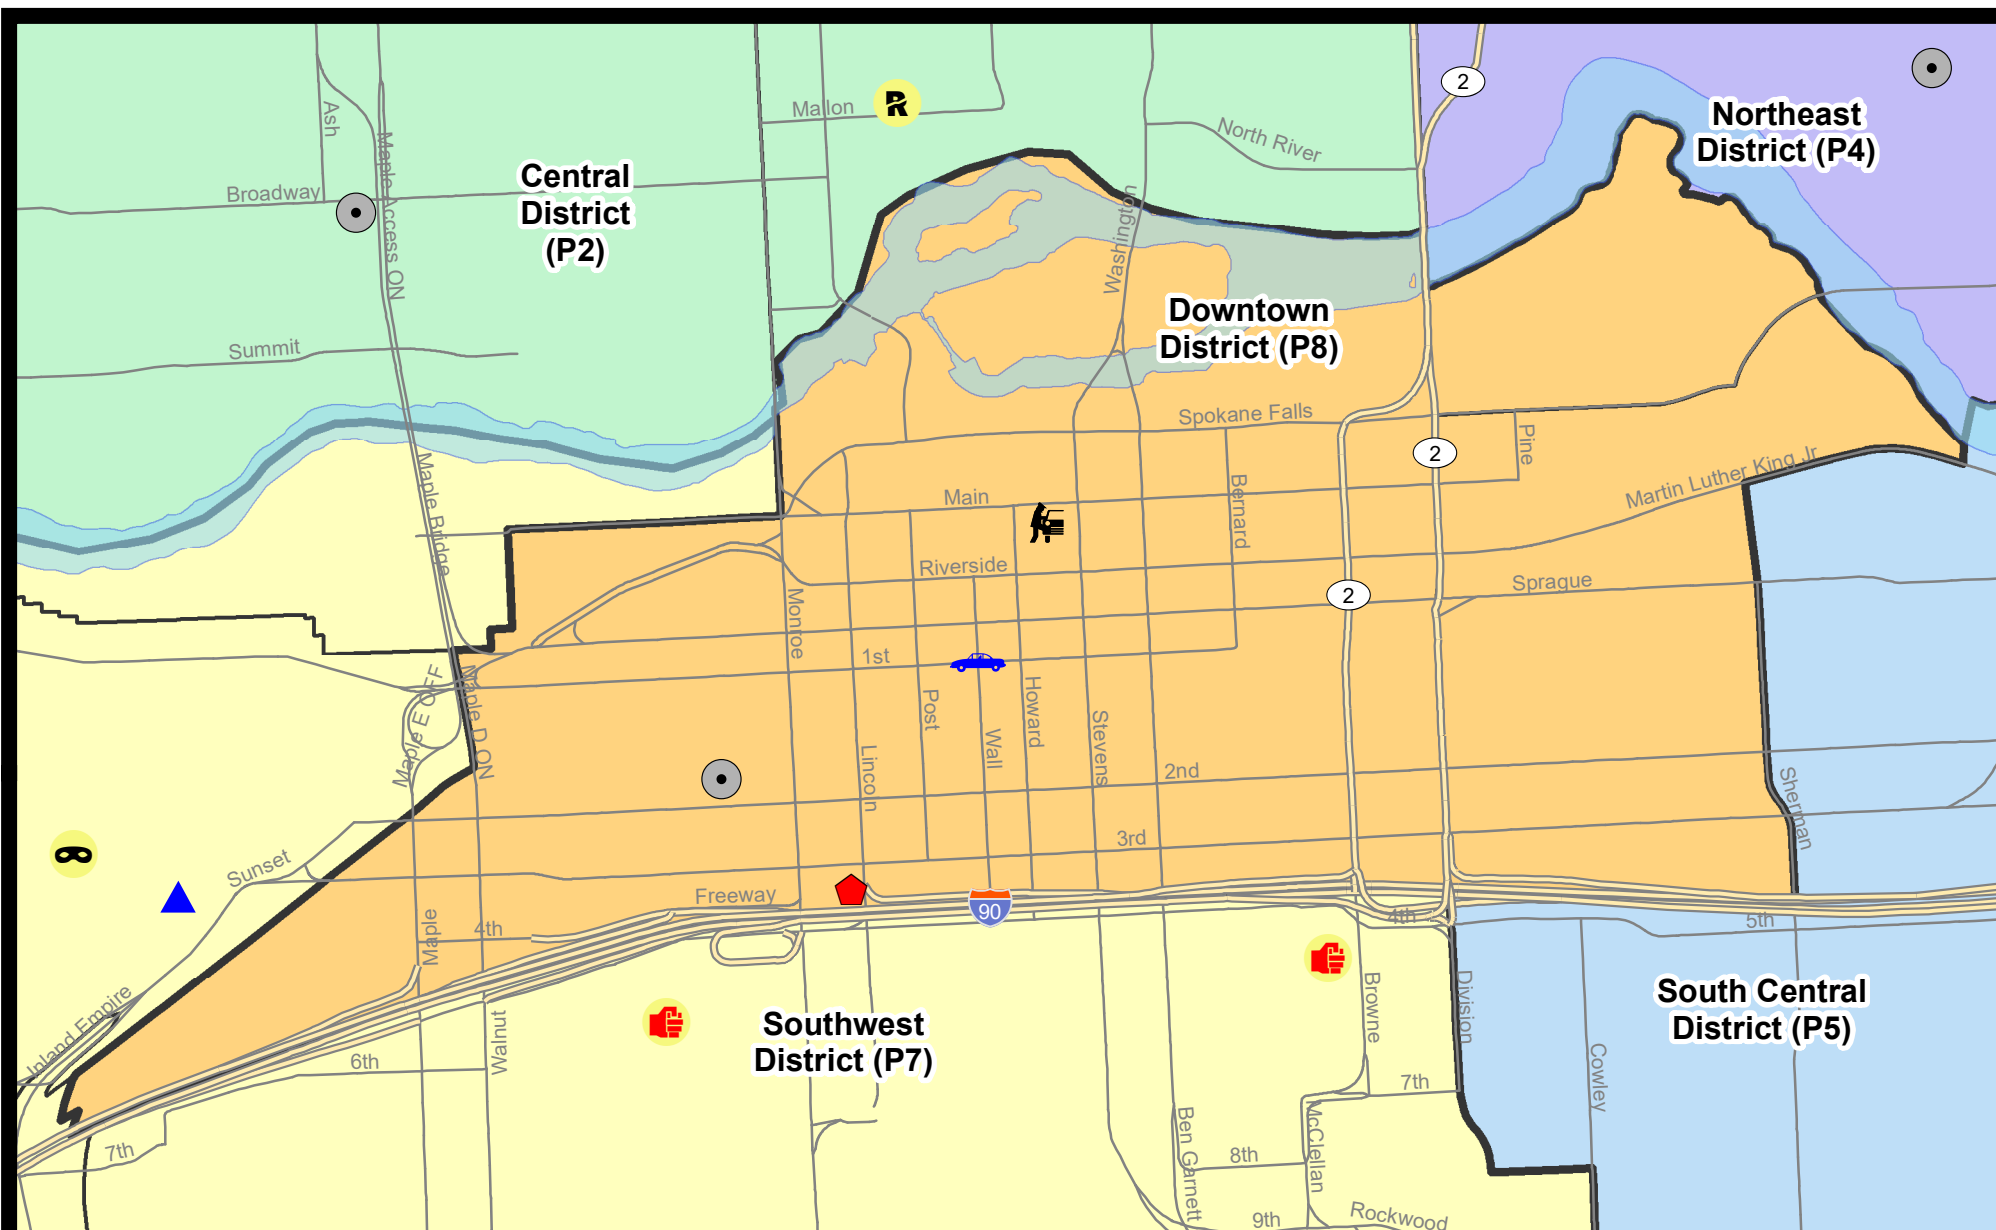 2
Northeast
District (P4)
Ash
Mallon
R
North River
Maple Access ON
Central
District
(P2)
Broadway
Washington
Downtown
District (P8)
Summit
Spokane Falls
Pine
2
Maple Bridge
Main
Bernard
Martin Luther King Jr
Riverside
Sprague
2
Monroe
1st
Maple E OFF
Maple D ON
Post
Howard
Wall
Stevens
Lincoln
2nd
Sherman
3rd
Sunset
Freeway
90
4th
4th
5th
Maple
Inland Empire
Browne
Division
South Central
District (P5)
Southwest
District (P7)
Walnut
6th
Cowley
7th
7th
McClellan
Ben Garnett
8th
9th
Rockwood